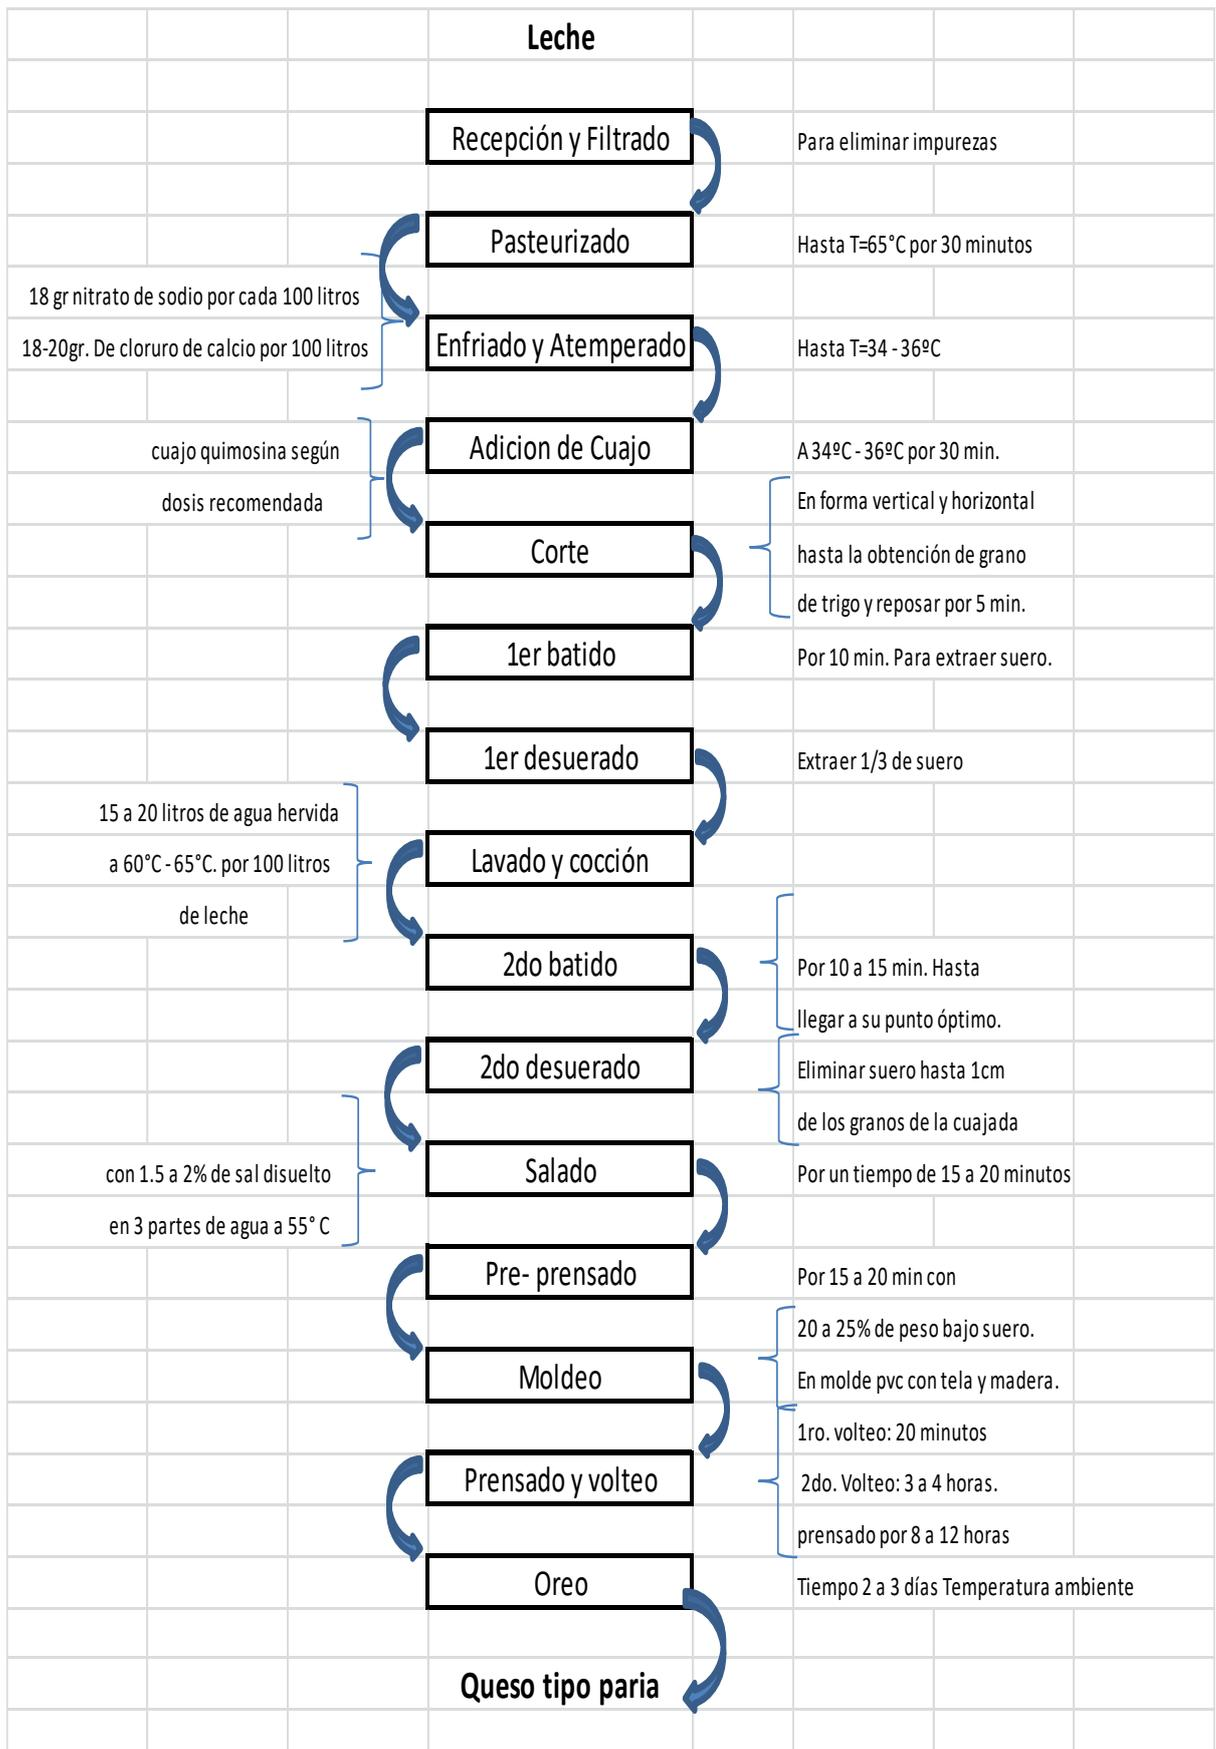 Leche
Recepción y Filtrado
Para eliminar impurezas
Pasteurizado
Hasta T=65°C por 30 minutos
18 gr nitrato de sodio por cada 100 litros
18-20gr. De cloruro de calcio por 100 litros
Enfriado y Atemperado
Hasta T=34 - 36ºC
Adicion de Cuajo
A 34ºC - 36ºC por 30 min.
cuajo quimosina según
dosis recomendada
En forma vertical y horizontal
Corte
hasta la obtención de grano
de trigo y reposar por 5 min.
1er batido
Por 10 min. Para extraer suero.
1er desuerado
Extraer 1/3 de suero
15 a 20 litros de agua hervida
a 60°C - 65°C. por 100 litros
de leche
Lavado y cocción
2do batido
Por 10 a 15 min. Hasta
llegar a su punto óptimo.
2do desuerado
Eliminar suero hasta 1cm
de los granos de la cuajada
con 1.5 a 2% de sal disuelto
en 3 partes de agua a 55° C
Salado
Por un tiempo de 15 a 20 minutos
Pre- prensado
Por 15 a 20 min con
20 a 25% de peso bajo suero.
Moldeo
En molde pvc con tela y madera.
1ro. volteo: 20 minutos
Prensado y volteo
2do. Volteo: 3 a 4 horas.
prensado por 8 a 12 horas
Oreo
Tiempo 2 a 3 días Temperatura ambiente
Queso tipo paria